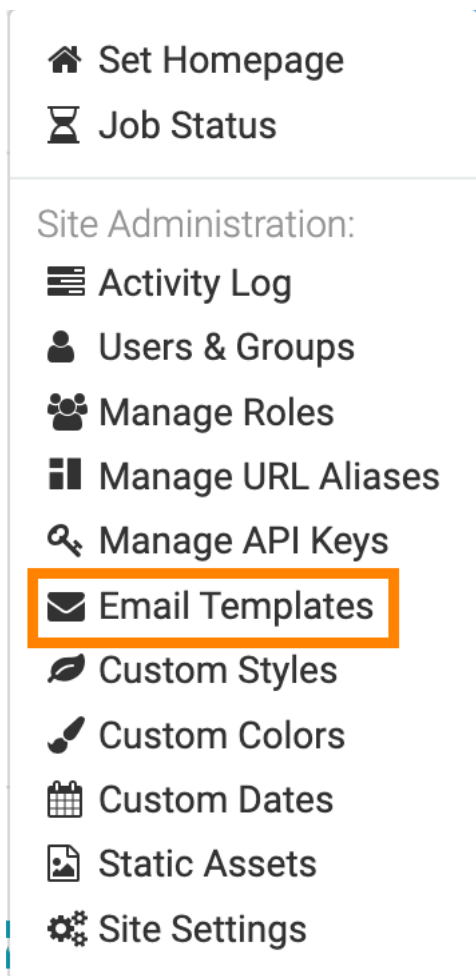 Set Homepage
Job Status
Site Administration:
Activity Log
Users & Groups
Manage Roles
Manage URL Aliases
Manage API Keys
Email Templates
Custom Styles
Custom Colors
Custom Dates
Static Assets
Site Settings